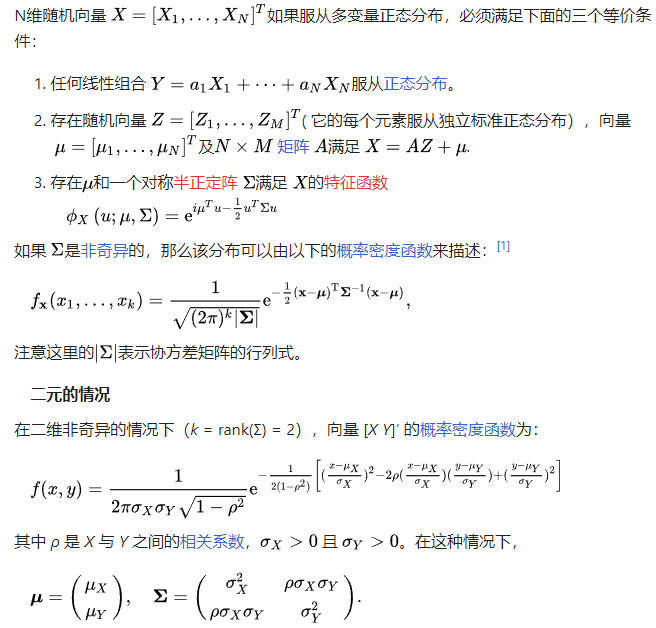 N维随机向量 $X = [X_1, \dots, X_N]^T$ 如果服从多变量正态分布，必须满足下面的三个等价条
件：
1. 任何线性组合 $Y = a_1X_1 + \cdots + a_NX_N$服从正态分布。
2. 存在随机向量 $Z = [Z_1, \dots, Z_M]^T$( 它的每个元素服从独立标准正态分布），向量
$\mu = [\mu_1, \dots, \mu_N]^T$及$N \times M$ 矩阵 $A$满足 $X = AZ + \mu$.
3. 存在$\boldsymbol{\mu}$和一个对称半正定阵 $\Sigma$满足 $X$的特征函数
$\phi_X(u; \mu, \Sigma) = \mathrm{e}^{i\mu^T u - \frac{1}{2}u^T \Sigma u}$
如果 $\Sigma$是非奇异的，那么该分布可以由以下的概率密度函数来描述：[1]
$f_{\mathbf{x}}(x_1, \dots, x_k) = \frac{1}{\sqrt{(2\pi)^k|\boldsymbol{\Sigma}|}} \mathrm{e}^{-\frac{1}{2}(\mathbf{x}-\boldsymbol{\mu})^{\mathrm{T}}\boldsymbol{\Sigma}^{-1}(\mathbf{x}-\boldsymbol{\mu})},$
注意这里的$|\boldsymbol{\Sigma}|$表示协方差矩阵的行列式。
二元的情况
在二维非奇异的情况下（k = rank(Σ) = 2），向量 [X Y]′ 的概率密度函数为：
$f(x, y) = \frac{1}{2\pi\sigma_X\sigma_Y\sqrt{1-\rho^2}} \mathrm{e}^{-\frac{1}{2(1-\rho^2)}\left[(\frac{x-\mu_X}{\sigma_X})^2 - 2\rho(\frac{x-\mu_X}{\sigma_X})(\frac{y-\mu_Y}{\sigma_Y}) + (\frac{y-\mu_Y}{\sigma_Y})^2\right]}$
其中 ρ 是 X 与 Y 之间的相关系数，$\sigma_X > 0$ 且 $\sigma_Y > 0$。在这种情况下，
$\boldsymbol{\mu} = \begin{pmatrix} \mu_X \\ \mu_Y \end{pmatrix}, \quad \boldsymbol{\Sigma} = \begin{pmatrix} \sigma_X^2 & \rho\sigma_X\sigma_Y \\ \rho\sigma_X\sigma_Y & \sigma_Y^2 \end{pmatrix}.$